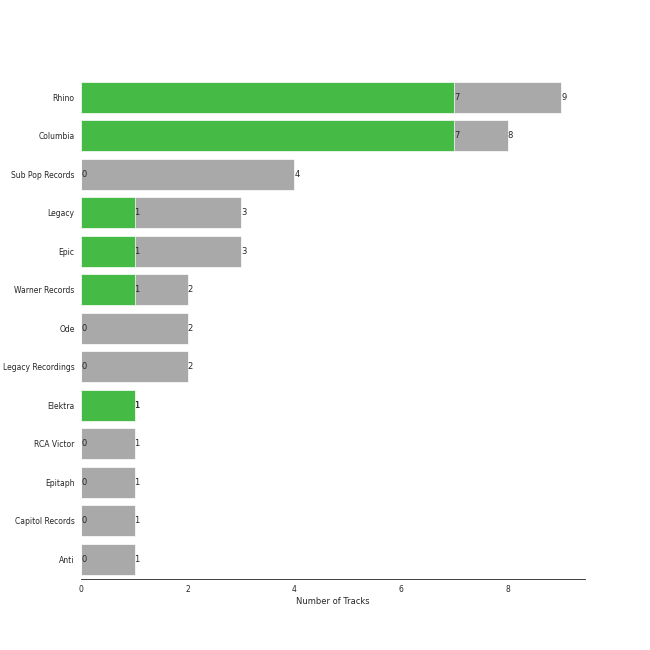 Rhino 7 9
Columbia 7 8
Sub Pop Records 0 4
Legacy 1 3
Epic 1 3
Warner Records 1 2
Ode 0 2
Legacy Recordings 0 2
Elektra 1 1
RCA Victor 0 1
Epitaph 0 1
Capitol Records 0 1
Anti 0 1
0 2 4 6 8
Number of Tracks